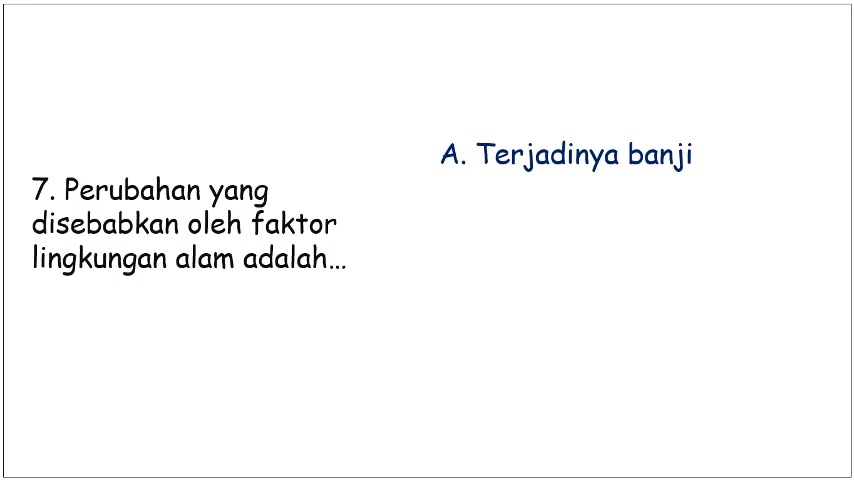 7. Perubahan yang
disebabkan oleh faktor
lingkungan alam adalah...
A. Terjadinya banji